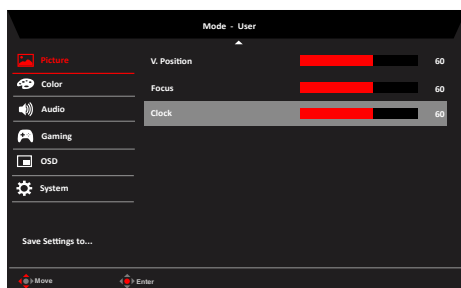 Mode - User
Picture
V. Position 60
Color
Focus 60
Audio
Clock 60
Gaming
OSD
System
Save Settings to...
Move Enter